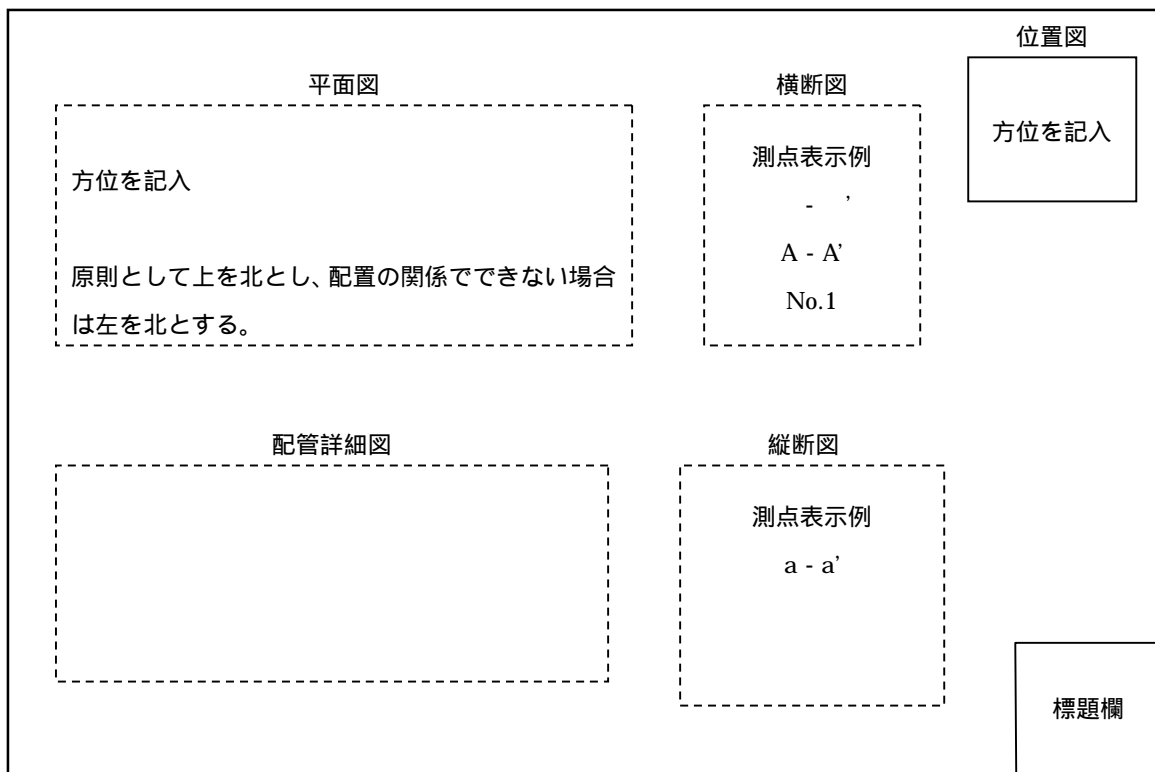 位置図
方位を記入
平面図
方位を記入
原則として上を北とし、配置の関係でできない場合
は左を北とする。
横断図
測点表示例
- ’
A - A’
No.1
配管詳細図
縦断図
測点表示例
a - a’
標題欄